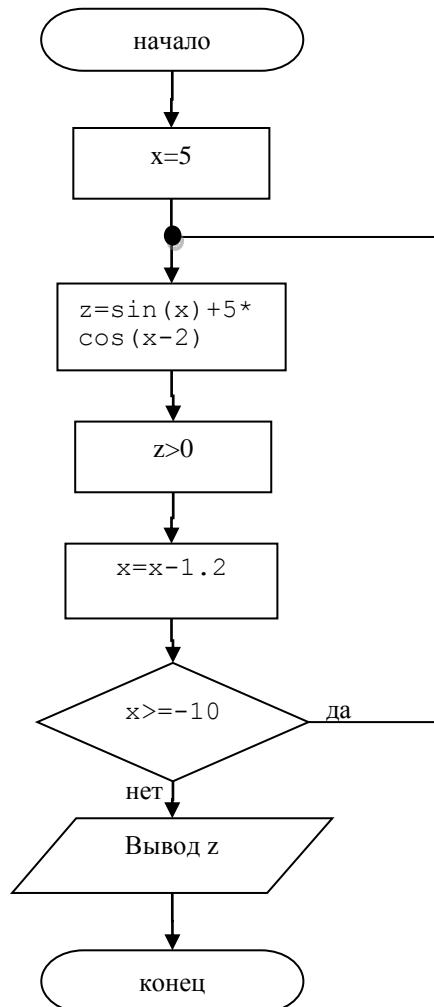 начало
x=5
z=sin(x)+5*
cos(x-2)
z>0
x=x-1.2
x>=-10
да
нет
Вывод z
конец